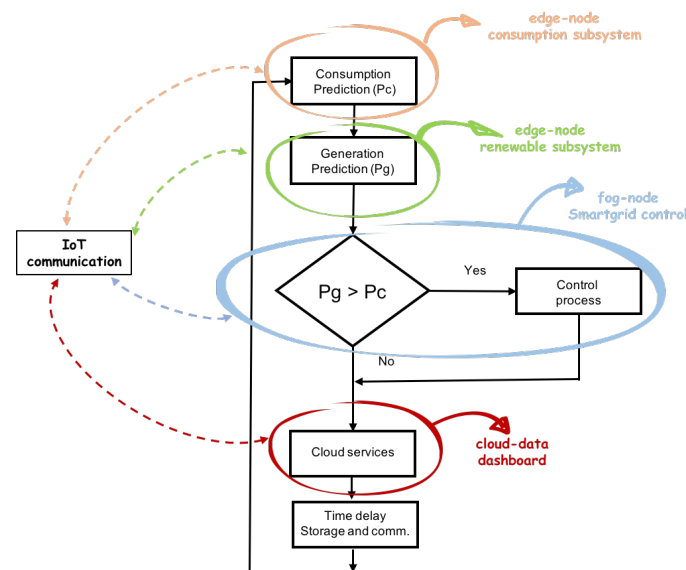 edge-node
consumption subsystem
Consumption
Prediction (Pc)
edge-node
renewable subsystem
Generation
Prediction (Pg)
fog-node
Smartgrid control
IoT
communication
Pg > Pc
Yes
Control
process
No
Cloud services
cloud-data
dashboard
Time delay
Storage and comm.